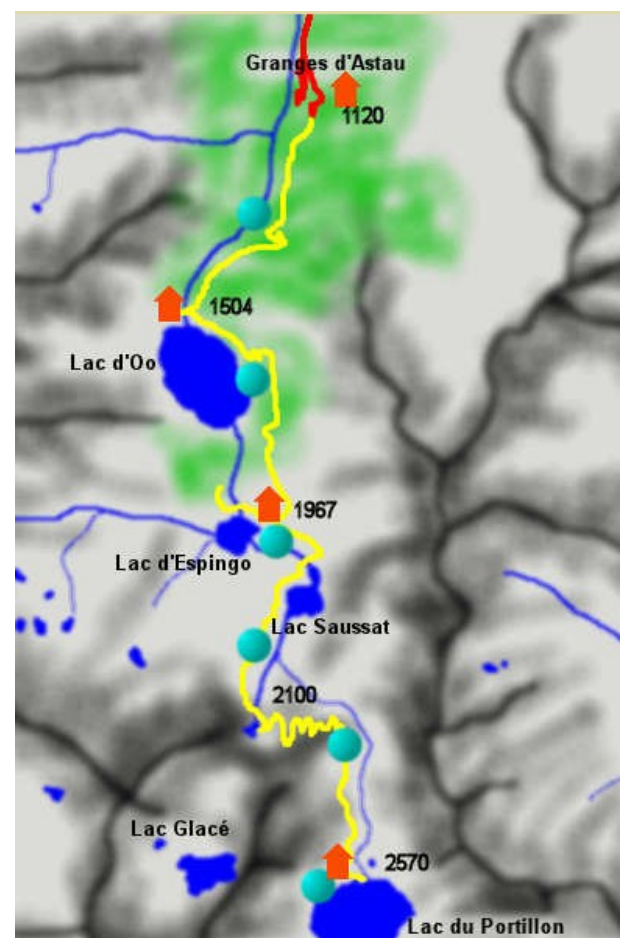 Granges d'Astau
1120
1504
Lac d'Oo
1967
Lac d'Espingo
Lac Saussat
2100
Lac Glacé
2570
Lac du Portillon